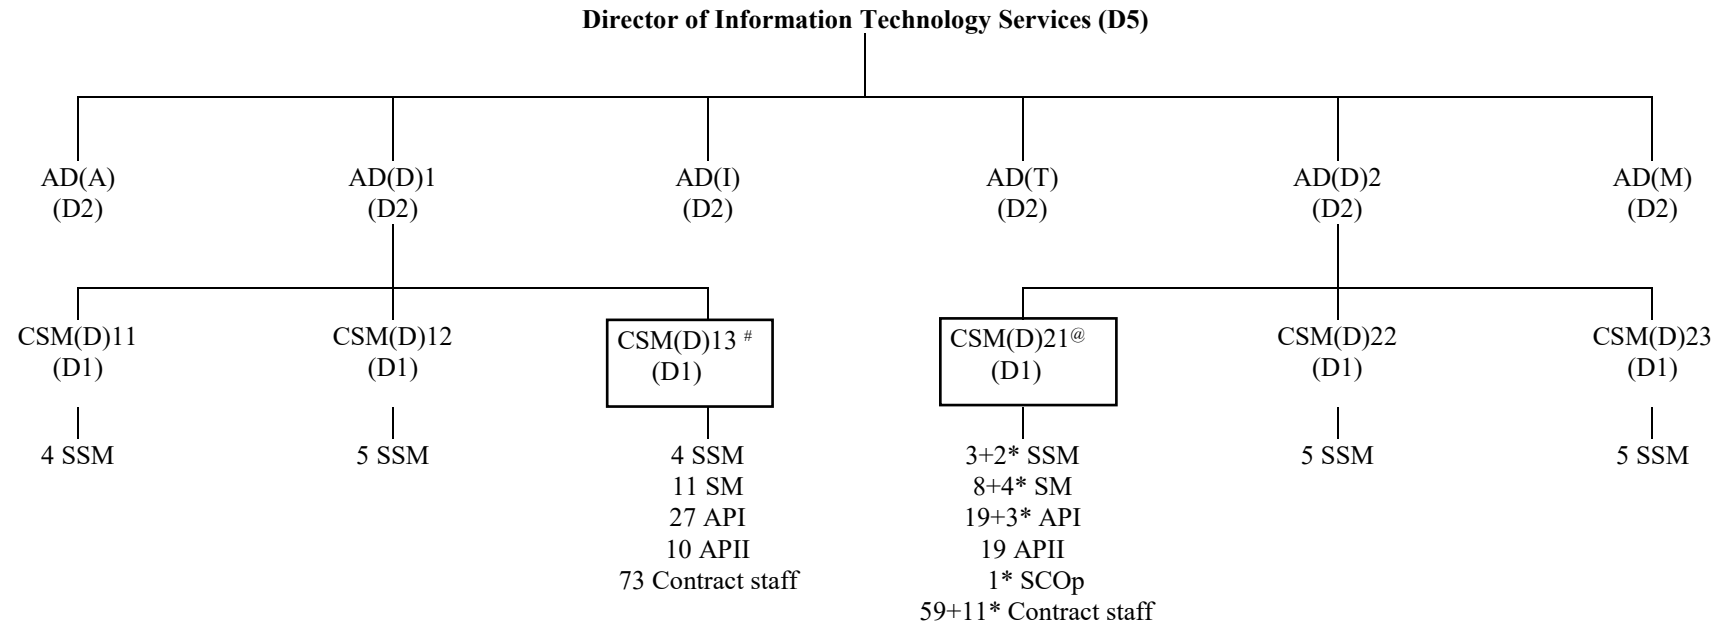 Director of Information Technology Services (D5)
AD(A)
(D2)
AD(D)1
(D2)
AD(I)
(D2)
AD(T)
(D2)
AD(D)2
(D2)
AD(M)
(D2)
CSM(D)11
(D1)
CSM(D)12
(D1)
CSM(D)13 #
(D1)
CSM(D)21@
(D1)
CSM(D)22
(D1)
CSM(D)23
(D1)
4 SSM
5 SSM
4 SSM
11 SM
27 API
10 APII
73 Contract staff
3+2* SSM
8+4* SM
19+3* API
19 APII
1* SCOp
59+11* Contract staff
5 SSM
5 SSM